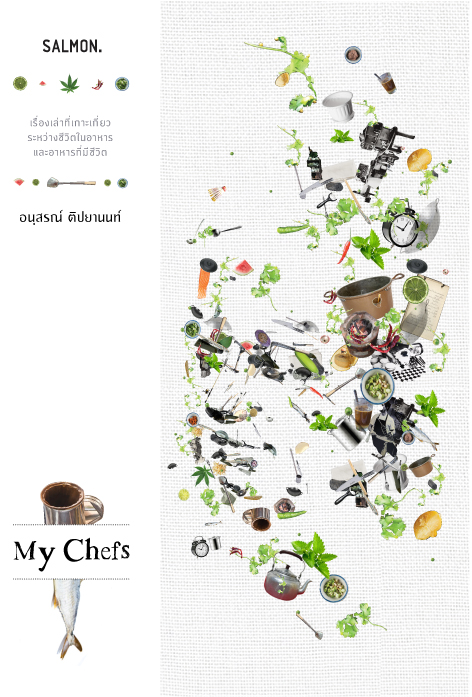 SALMON.
เรื่องเล่าที่เกาะเกี่ยว
ระหว่างชีวิตในอาหาร
และอาหารที่มีชีวิต
อนุสรณ์ ติปยานนท์
My Chefs